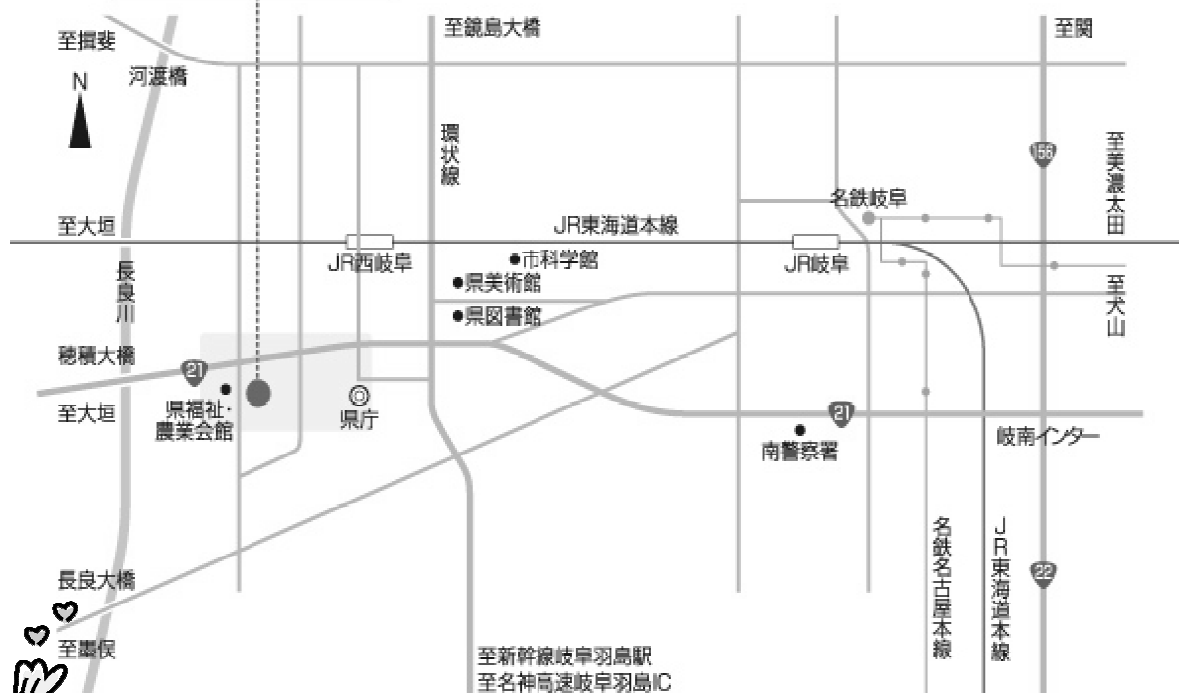 至鏡島大橋
至関
至揖斐
河渡橋
N
環状線
156
至美濃太田
名鉄岐阜
至大垣
JR東海道本線
JR西岐阜
市科学館
JR岐阜
長良川
県美術館
至犬山
県図書館
穂積大橋
21
至大垣
県福祉・
農業会館
県庁
21
南警察署
岐南インター
名鉄名古屋本線
JR東海道本線
長良大橋
22
至墨俣
至新幹線岐阜羽島駅
至名神高速岐阜羽島IC